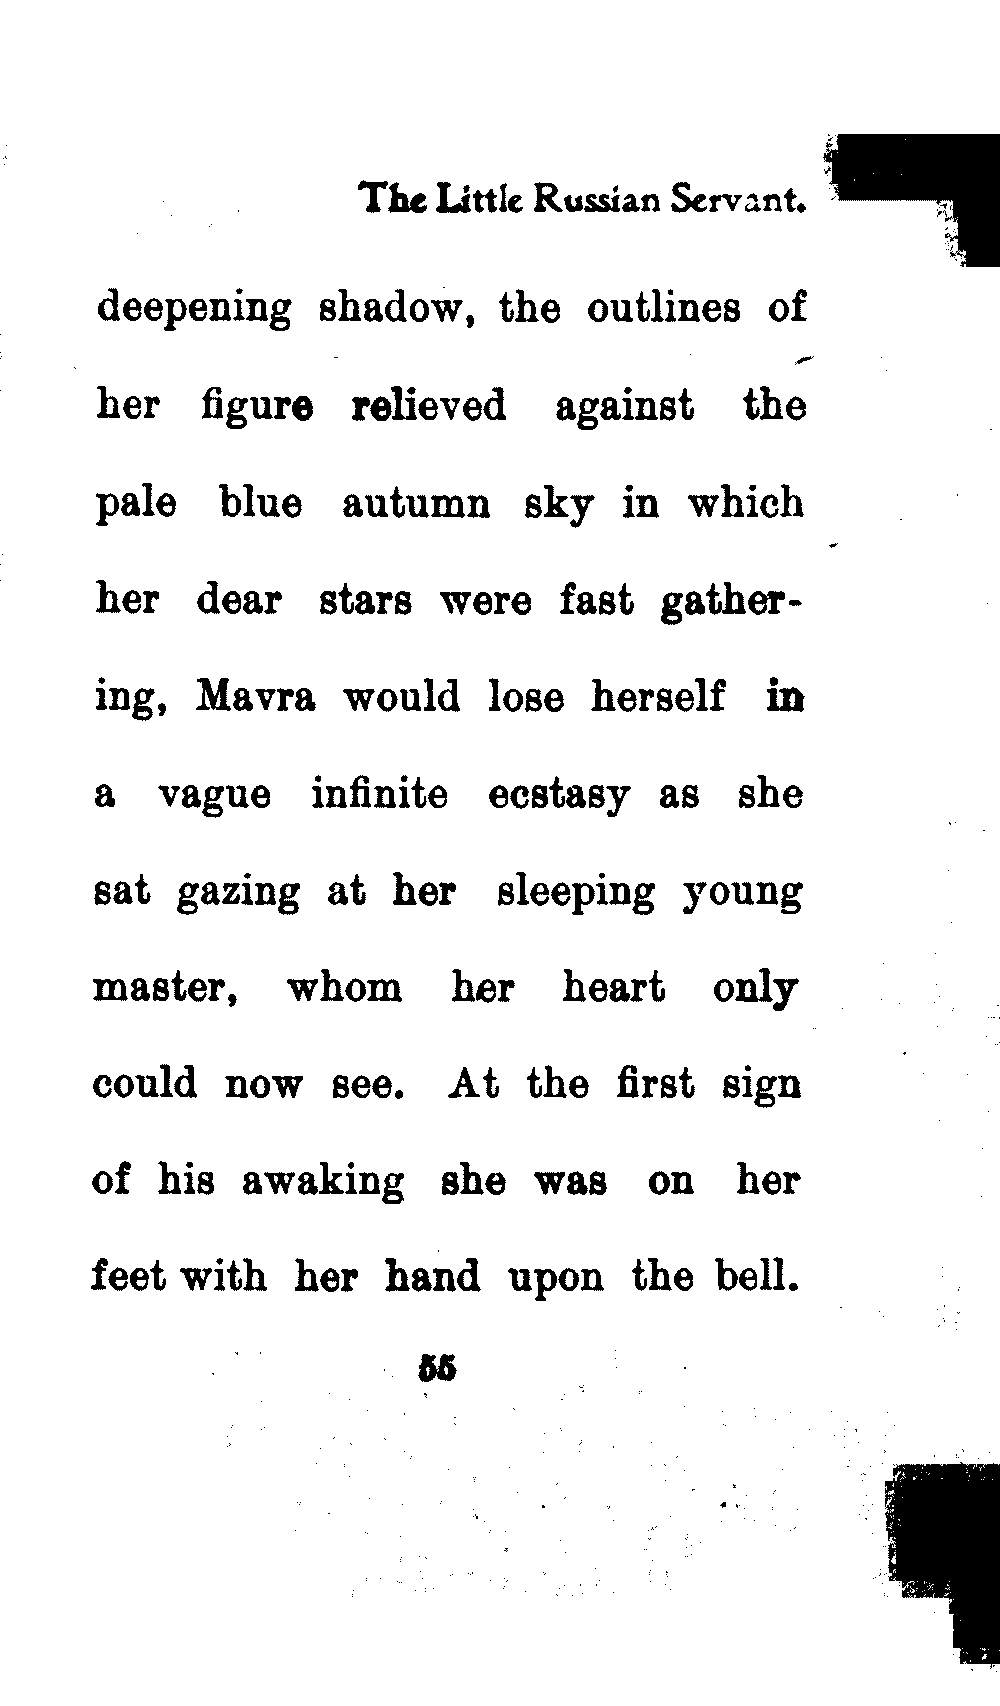 The Little Russian Servant.
deepening shadow, the outlines of
her figure relieved against the
pale blue autumn sky in which
her dear stars were fast gather-
ing, Mavra would lose herself in
a vague infinite ecstasy as she
sat gazing at her sleeping young
master, whom her heart only
could now see. At the first sign
of his awaking she was on her
feet with her hand upon the bell.
55